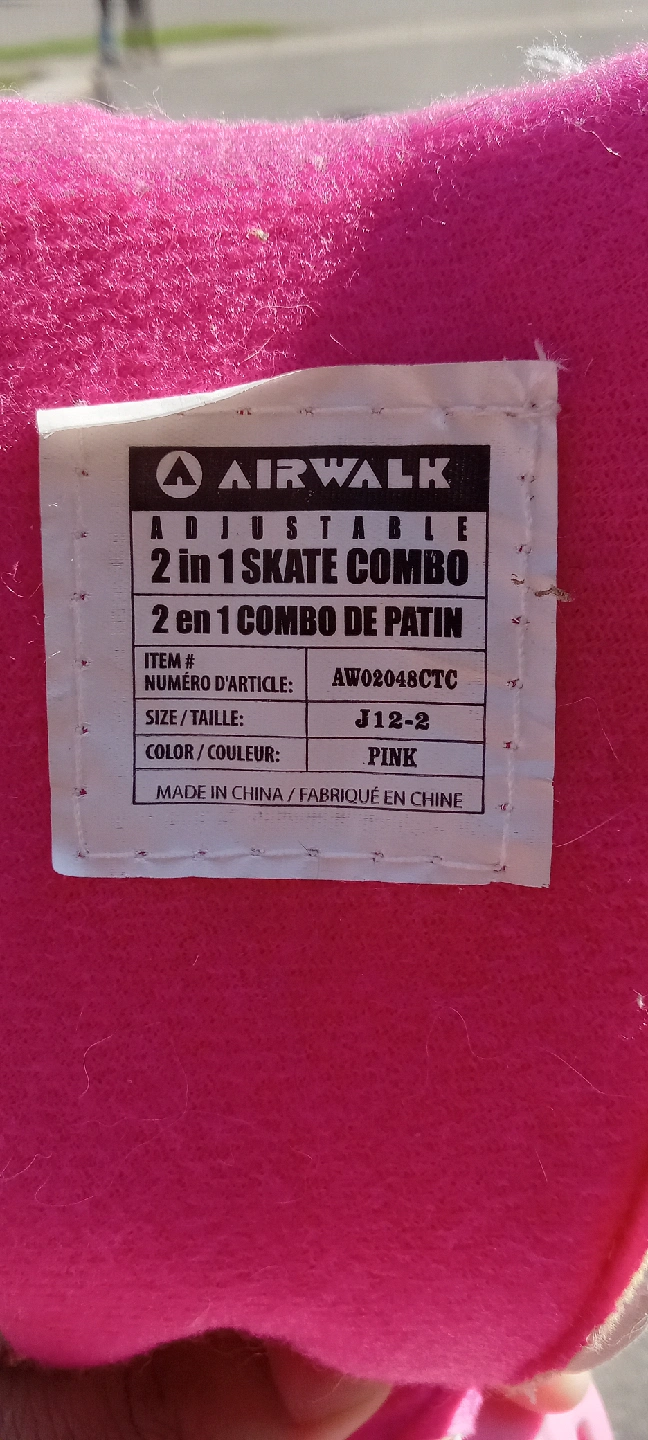 AIRWALK
ADJUSTABLE
2 in 1 SKATE COMBO
2 en 1 COMBO DE PATIN
ITEM #
NUMÉRO D'ARTICLE: AW02048CTC
SIZE / TAILLE: J12-2
COLOR / COULEUR: PINK
MADE IN CHINA / FABRIQUÉ EN CHINE